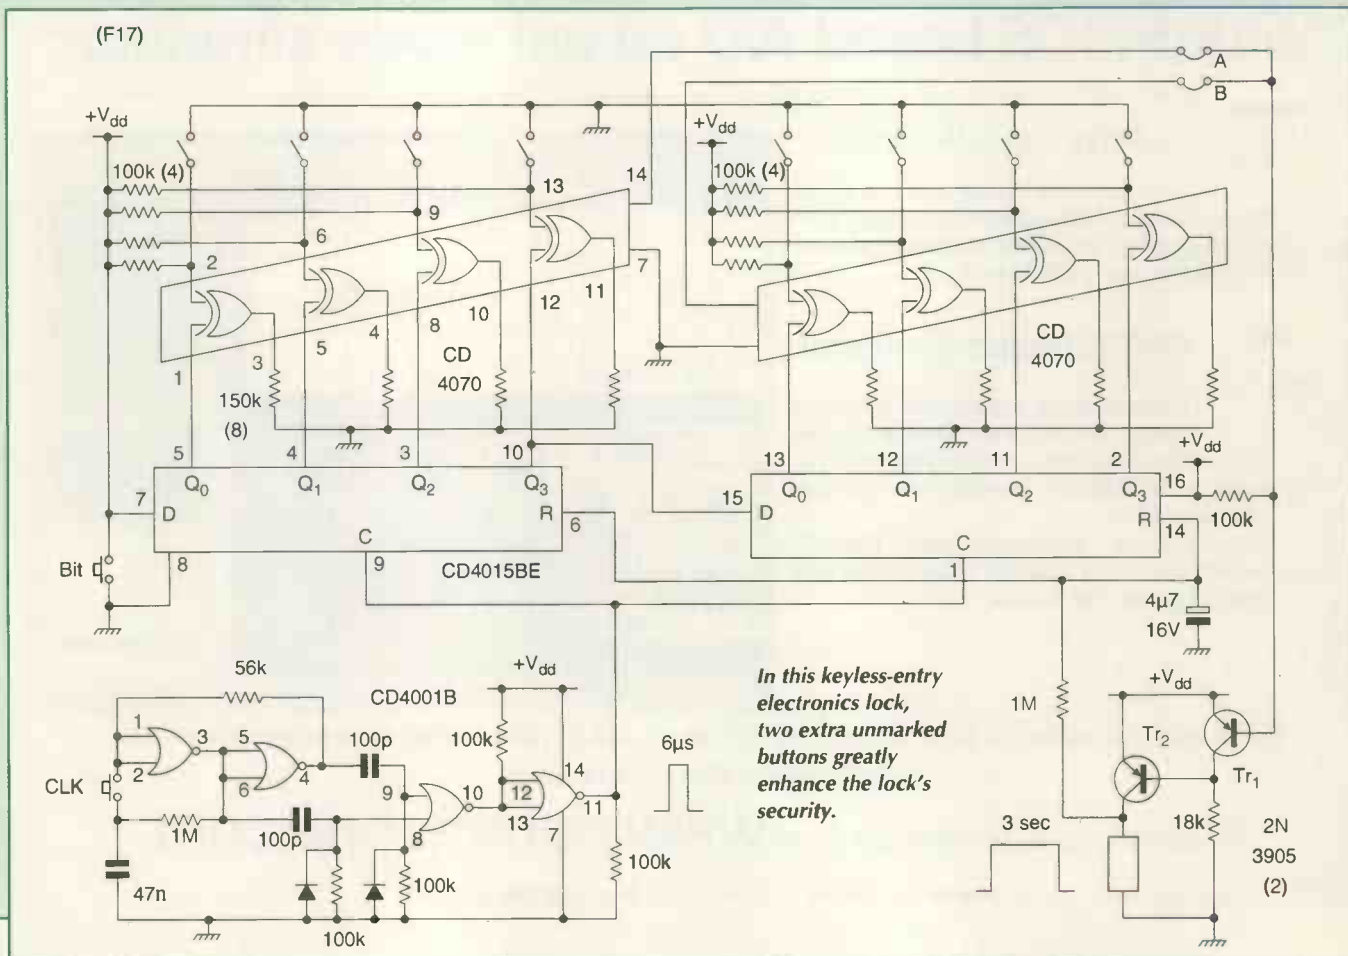 (F17)
A
B
+Vdd
+Vdd
100k (4)
13
14
100k (4)
9
6
2
7
12
11
10
8
4
5
3
1
CD
4070
CD
4070
150k
(8)
+Vdd
5
4
3
10
13
12
11
2
7
Q0
Q1
Q2
Q3
15
Q0
Q1
Q2
Q3
16
D
R
6
D
R
14
100k
C
C
Bit
8
9
CD4015BE
1
4μ7
16V
56k
+Vdd
CD4001B
In this keyless-entry
electronics lock,
two extra unmarked
buttons greatly
enhance the lock's
security.
1M
+Vdd
1
2
3
5
6
4
100p
100k
6μs
Tr2
Tr1
CLK
9
10
12
13
14
11
7
8
1M
100p
3 sec
18k
2N
3905
(2)
47n
100k
100k
100k